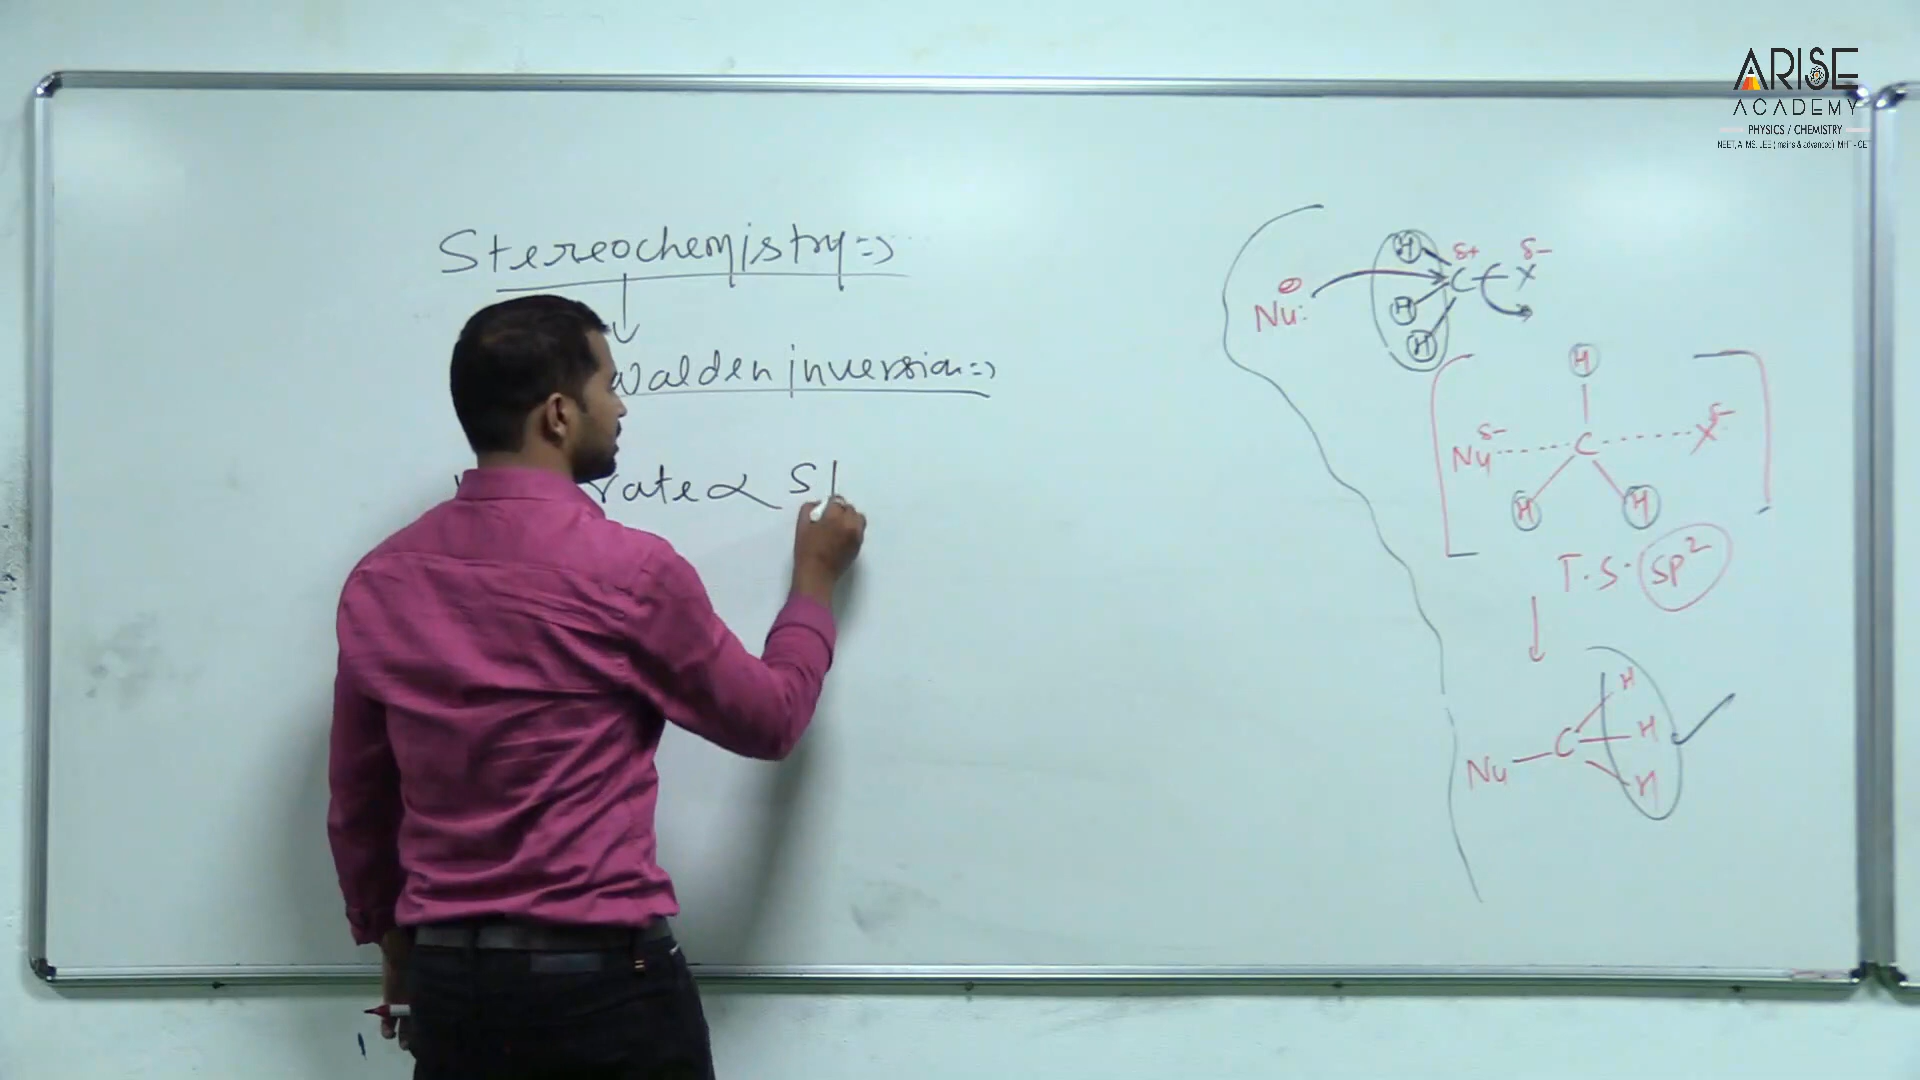 Stereochemistry=>
Walden inversion=>
rate ∝ S
Nu:
H
δ+
δ-
C
X
H
H
H
δ-
Nu
C
δ-
X
H
H
T.S. sp²
Nu
C
H
H
H
ARISE
ACADEMY
PHYSICS / CHEMISTRY